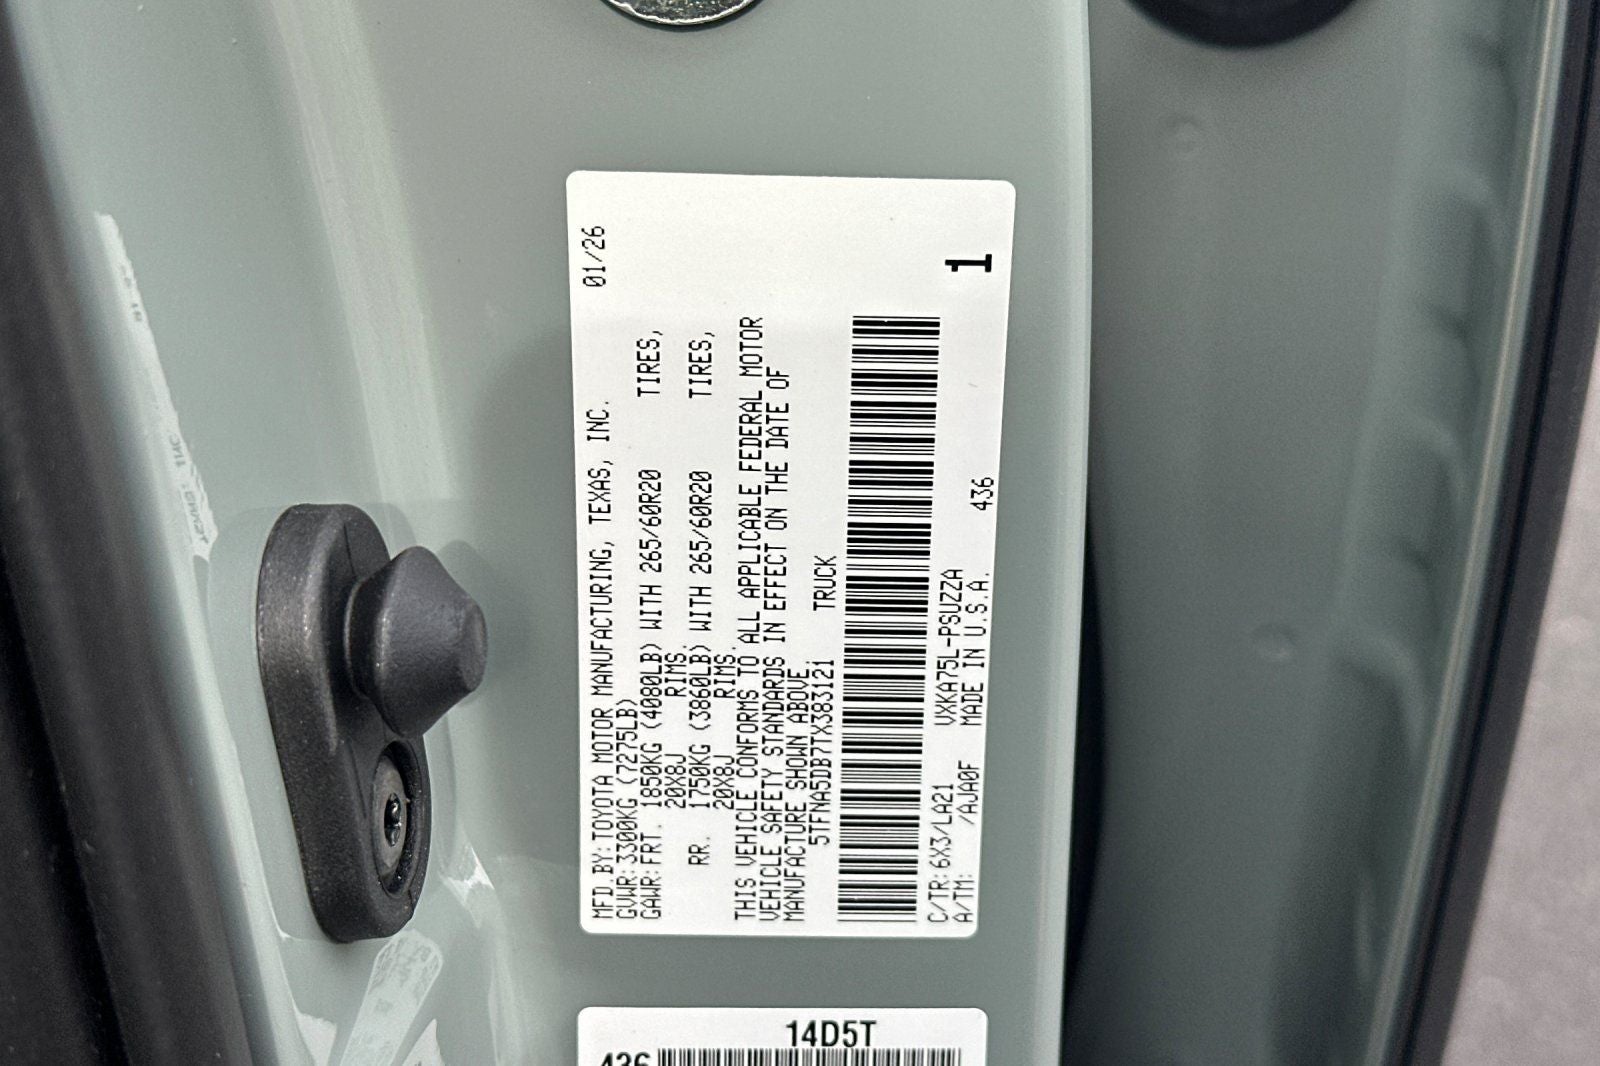 MFD.BY: TOYOTA MOTOR MANUFACTURING, TEXAS, INC. 01/26
GVWR: 3300KG (7275LB)
GAWR: FRT. 1850KG (4080LB) WITH 265/60R20 TIRES,
20X8J RIMS.
RR. 1750KG (3860LB) WITH 265/60R20 TIRES,
20X8J RIMS.
THIS VEHICLE CONFORMS TO ALL APPLICABLE FEDERAL MOTOR
VEHICLE SAFETY STANDARDS IN EFFECT ON THE DATE OF
MANUFACTURE SHOWN ABOVE.
5TFNA5DB7TX383121 TRUCK
C/TR: 6X3/LA21 VXKA75L-PSUZZA
A/TM: /AJA0F MADE IN U.S.A. 436
1
14D5T
436